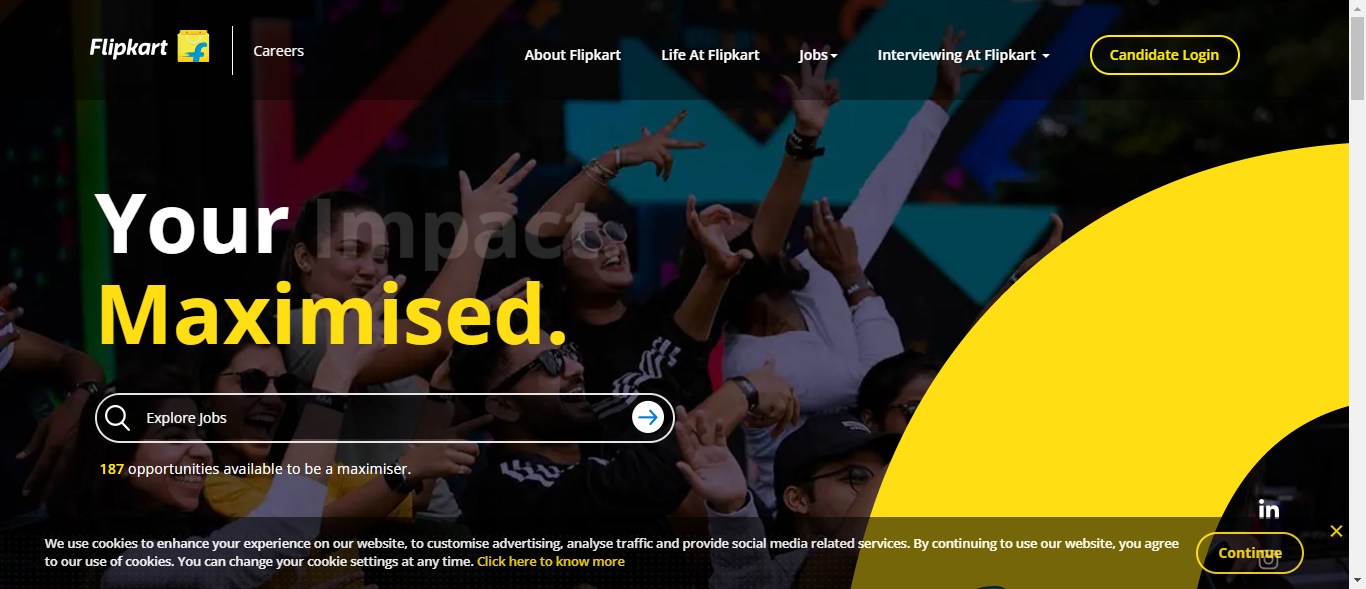 Flipkart
Careers
About Flipkart
Life At Flipkart
Jobs
Interviewing At Flipkart
Candidate Login
Your Impact
Maximised.
Explore Jobs
187 opportunities available to be a maximiser.
in
We use cookies to enhance your experience on our website, to customise advertising, analyse traffic and provide social media related services. By continuing to use our website, you agree
to our use of cookies. You can change your cookie settings at any time. Click here to know more
Continue